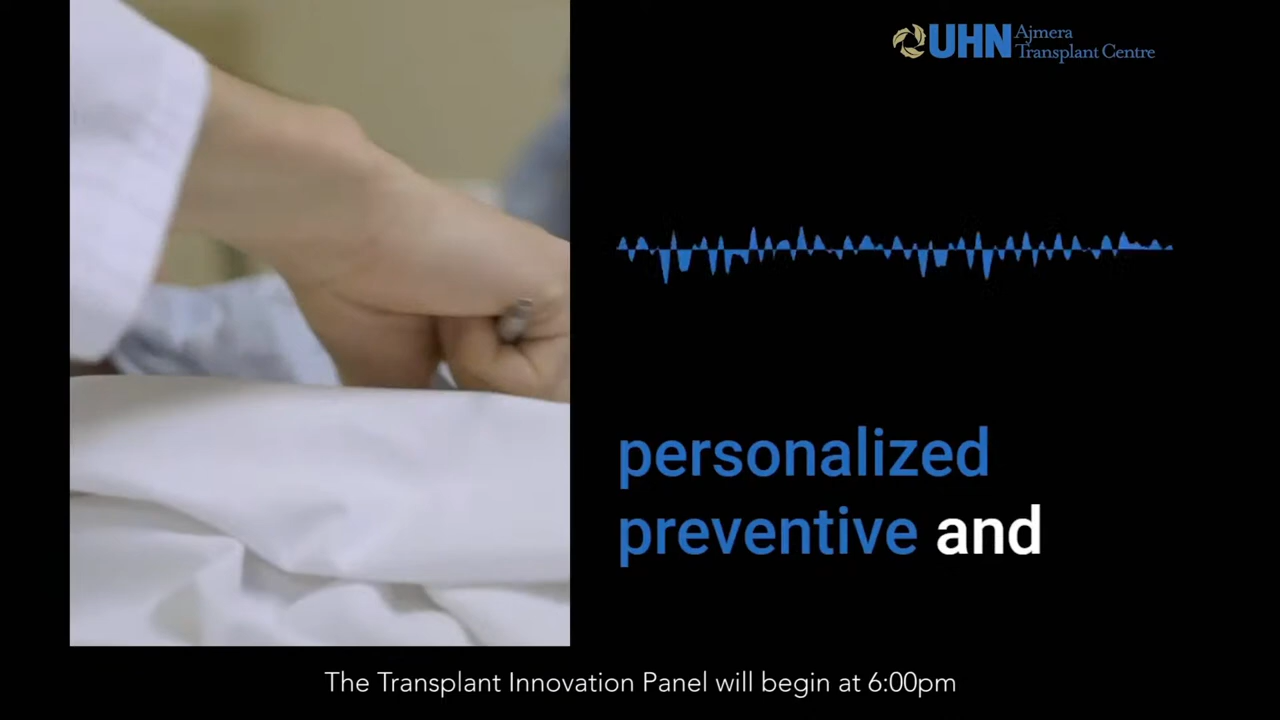 UHN Ajmera
Transplant Centre
personalized
preventive and
The Transplant Innovation Panel will begin at 6:00pm